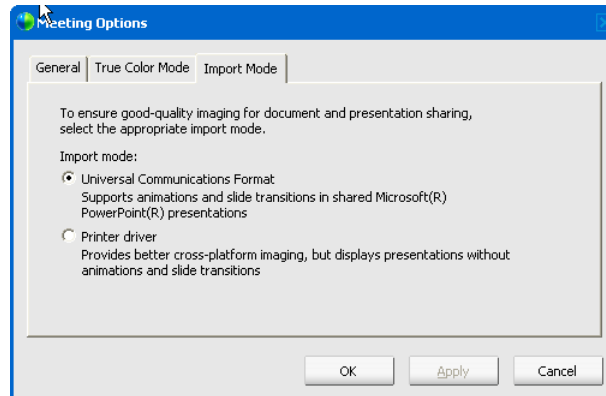 Meeting Options
General True Color Mode Import Mode
To ensure good-quality imaging for document and presentation sharing,
select the appropriate import mode.
Import mode:
Universal Communications Format
Supports animations and slide transitions in shared Microsoft(R)
PowerPoint(R) presentations
Printer driver
Provides better cross-platform imaging, but displays presentations without
animations and slide transitions
OK Apply Cancel